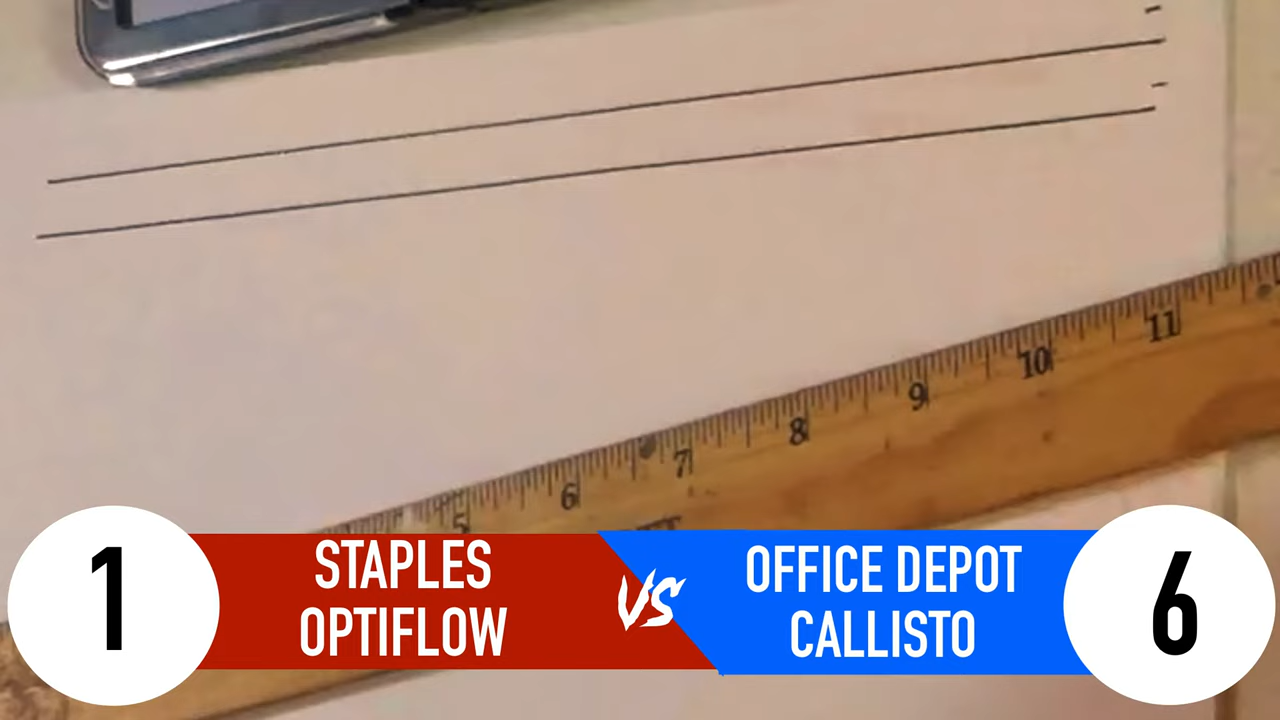 5 6 7 8 9 10 11
1
STAPLES
OPTIFLOW
VS
OFFICE DEPOT
CALLISTO
6